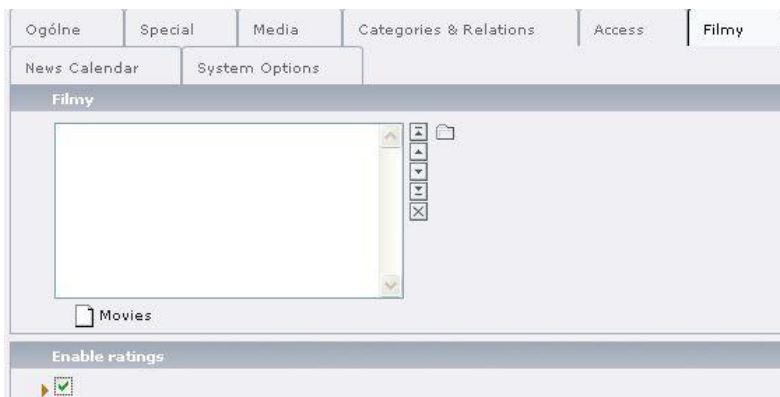 Ogólne Special Media Categories & Relations Access Filmy
News Calendar System Options
Filmy
Movies
Enable ratings